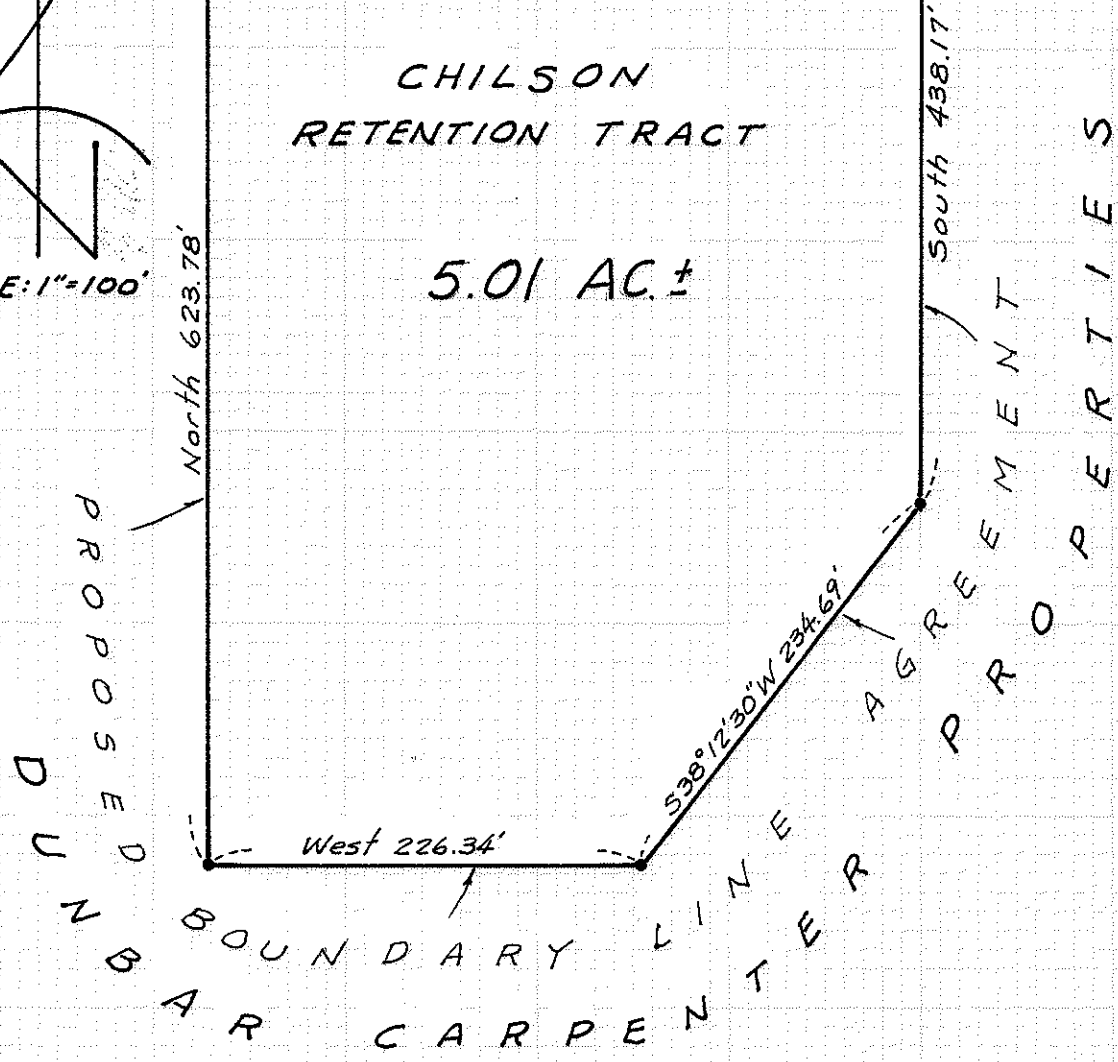 CHILSON
RETENTION TRACT
5.01 AC.±
E: 1"=100'
North 623.78'
South 438.17'
S38°12'30"W 234.69'
West 226.34'
PROPOSED BOUNDARY LINE AGREEMENT
DUNBAR CARPENTER PROPERTIES